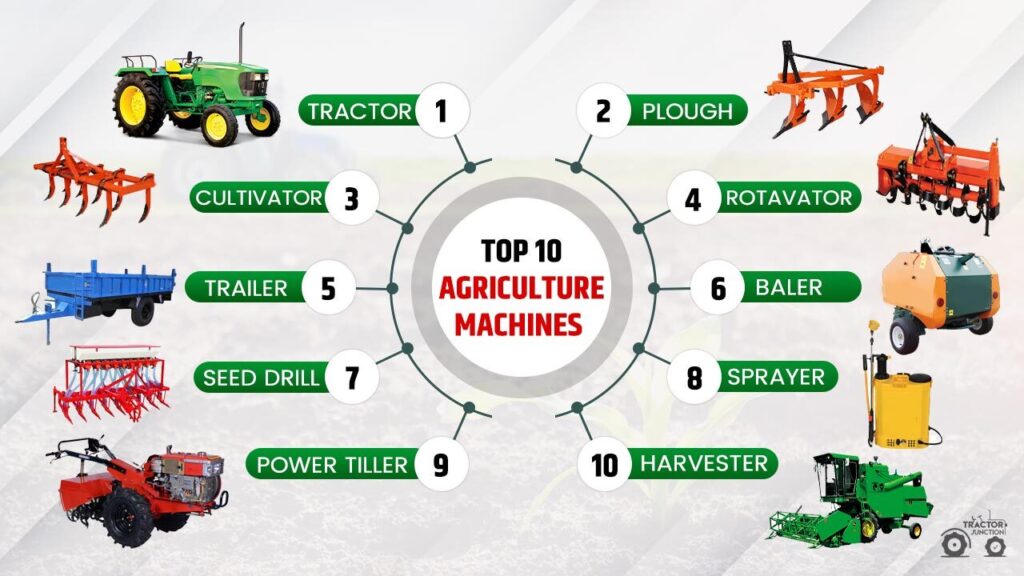 TRACTOR 1
2 PLOUGH
CULTIVATOR 3
4 ROTAVATOR
TOP 10
AGRICULTURE
MACHINES
TRAILER 5
6 BALER
SEED DRILL 7
8 SPRAYER
POWER TILLER 9
10 HARVESTER
TRACTOR
JUNCTION